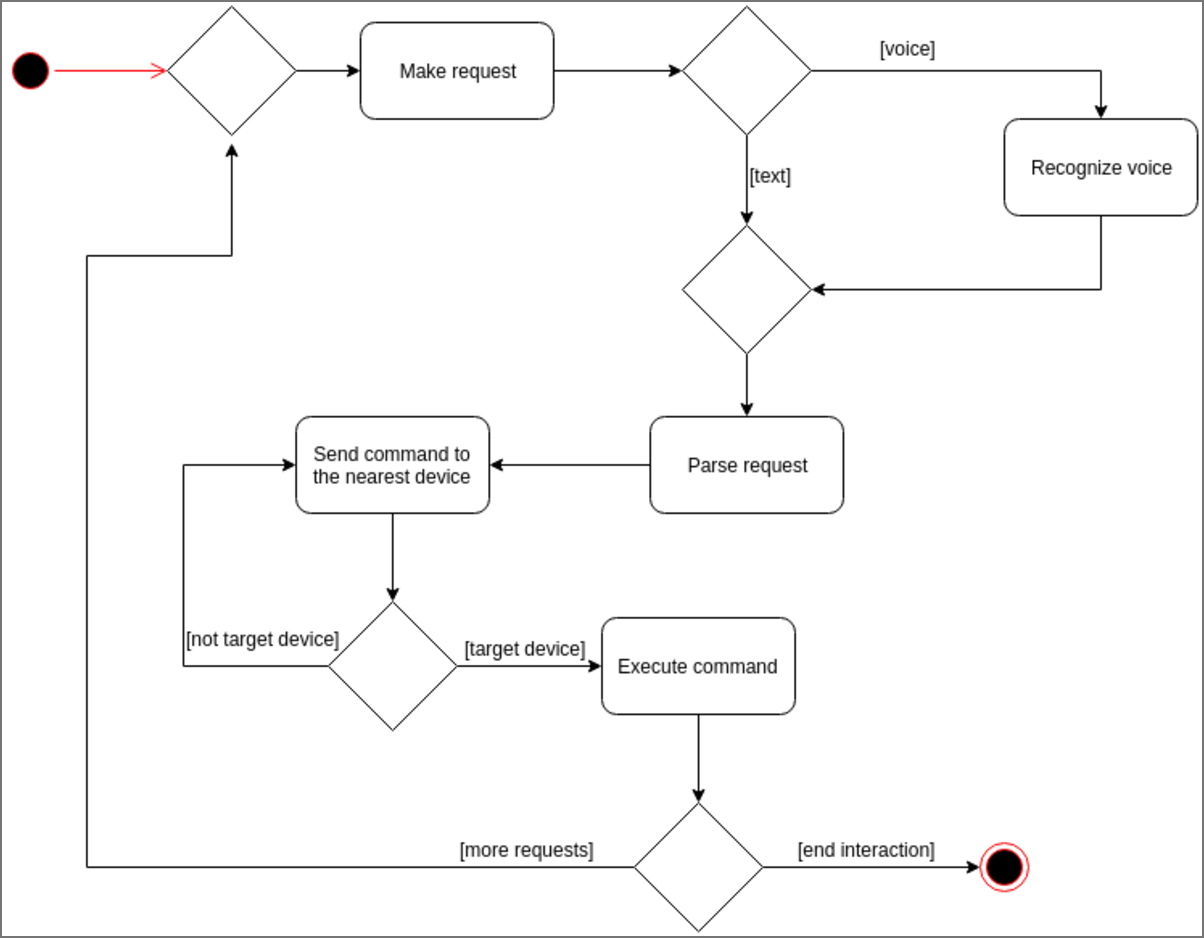 Make request
[voice]
Recognize voice
[text]
Send command to
the nearest device
Parse request
[not target device]
[target device]
Execute command
[more requests]
[end interaction]